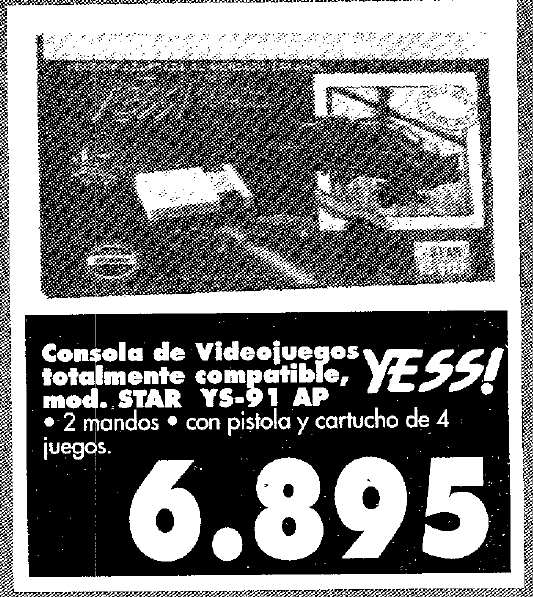 Consola de Videojuegos
totalmente compatible,
mod. STAR YS-91 AP
YESS!
• 2 mandos • con pistola y cartucho de 4
juegos.
6.895